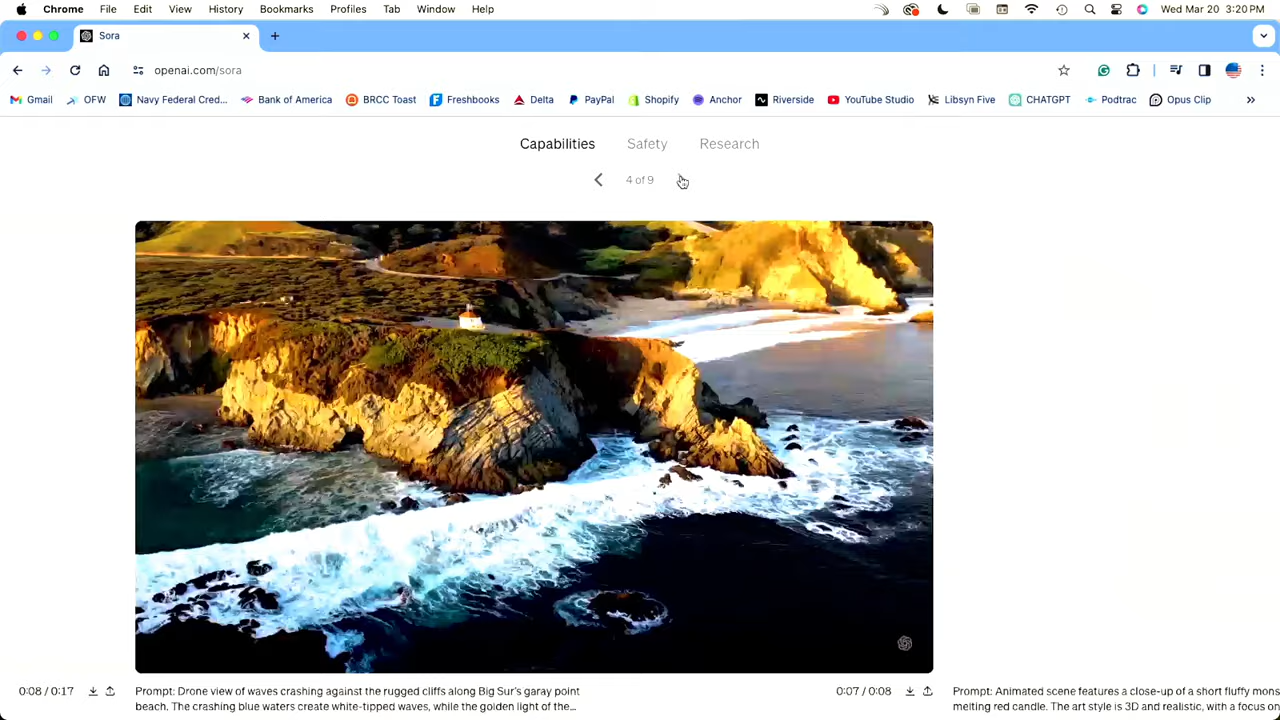 Chrome File Edit View History Bookmarks Profiles Tab Window Help Wed Mar 20 3:20 PM
Sora
openai.com/sora
Gmail OFW Navy Federal Cred... Bank of America BRCC Toast Freshbooks Delta PayPal Shopify Anchor Riverside YouTube Studio Libsyn Five CHATGPT Podtrac Opus Clip
Capabilities Safety Research
4 of 9
0:08 / 0:17
Prompt: Drone view of waves crashing against the rugged cliffs along Big Sur's garay point
beach. The crashing blue waters create white-tipped waves, while the golden light of the...
0:07 / 0:08
Prompt: Animated scene features a close-up of a short fluffy mons
melting red candle. The art style is 3D and realistic, with a focus on